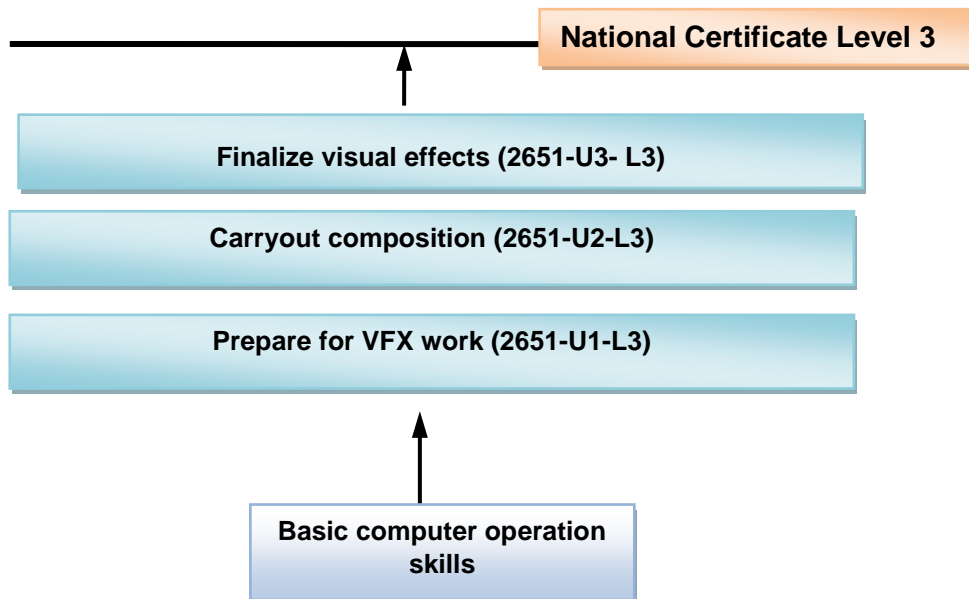 National Certificate Level 3
Finalize visual effects (2651-U3- L3)
Carryout composition (2651-U2-L3)
Prepare for VFX work (2651-U1-L3)
Basic computer operation
skills